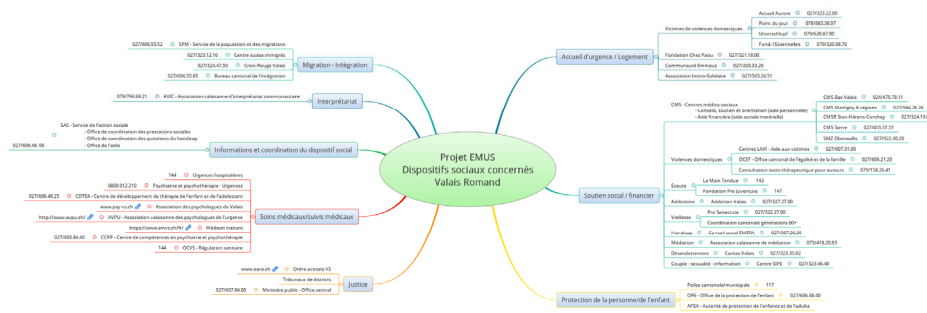 Projet EMUS
Dispositifs sociaux concernés
Valais Romand
Migration - Intégration
027/606.55.52 SPM - Service de la population et des migrations
027/323.12.16 Centre suisse immigrés
027/324.47.50 Croix-Rouge Valais
027/606.55.65 Bureau cantonal de l'intégration
Interprétariat
079/794.09.21 AVIC - Association valaisanne d'interprétariat communautaire
Informations et coordination du dispositif social
SAS - Service de l'action sociale
- Office de coordination des prestations sociales
- Office de coordination des questions du handicap
- Office de l'asile
027/606.48. 00
Soins médicaux/suivis médicaux
144 Urgences hospitalières
0800 012 210 Psychiatrie et psychothérapie - Urgences
027/606.48.25 CDTEA - Centre de développement de thérapie de l'enfant et de l'adolescent
www.psy-vs.ch Association des psychologues du Valais
http://www.avpu.ch/ AVPU - Association valaisanne des psychologues de l'urgence
https://www.smvs.ch/fr/ Médecin traitant
027/603.84.40 CCPP - Centre de compétences en psychiatrie et psychothérapie
144 OCVS - Régulation sanitaire
Justice
www.oavs.ch Ordre avocats VS
Tribunaux de districts
027/607.84.00 Ministère public - Office central
Accueil d'urgence / Logement
Victimes de violences domestiques
Accueil Aurore 027/323.22.00
Point du jour 078/883.38.07
Unterschlupf 079/628.87.80
Fond. l'Essentielles 079/320.98.70
Fondation Chez Paou 027/321.18.00
Communauté Emmaüs 027/203.33.20
Association Immo-Solidaire 027/565.26.51
Soutien social / financier
CMS - Centres médico-sociaux
- Conseils, soutien et orientation (aide personnelle)
- Aide financière (aide sociale matérielle)
CMS Bas-Valais 024/475.78.11
CMS Martigny & régions
CMSR Sion-Hérens-Conthey
CMS Sierre 027/455.51.51
SMZ Oberwallis 027/922.30.20
Violences domestiques
Centres LAVI - Aide aux victimes 027/607.31.00
OCEF - Office cantonal de l'égalité et de la famille 027/606.21.20
Consultation socio-thérapeutique pour auteurs 079/158.26.41
Ecoute
La Main Tendue 143
Fondation Pro Juventute 147
Addictions Addiction Valais 027/327.27.00
Vieillesse
Pro Senectute 027/322.27.00
Coordination cantonale générations 60+
Handicap Conseil social EMERA
Médiation Association valaisanne de médiation 075/418.20.83
Désendettement Caritas Valais 027/323.35.02
Couple - sexualité - information Centre SIPE 027/323.46.48
Protection de la personne/de l'enfant
Police cantonale/municipale 117
OPE - Office de la protection de l'enfant 027/606.48.40
APEA - Autorité de protection de l'enfance et de l'adulte